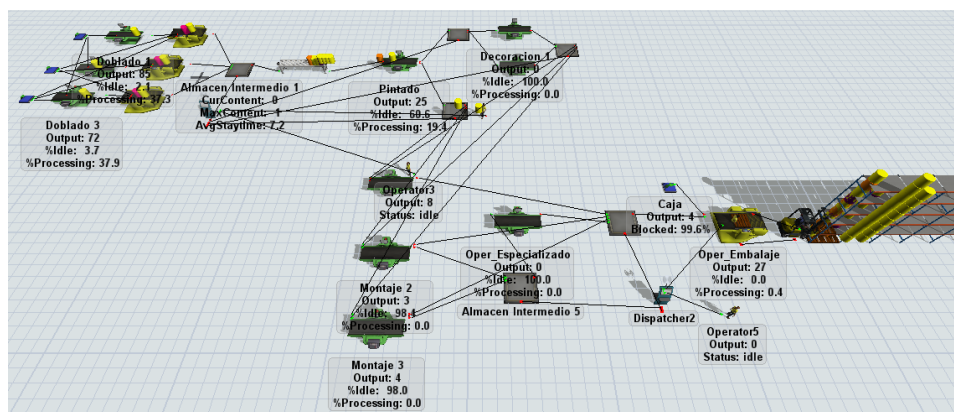 Doblado 1
Output: 85
%Idle: 2.1
%Processing: 37.3
Doblado 3
Output: 72
%Idle: 3.7
%Processing: 37.9
Almacen Intermedio 1
CurContent: 0
MaxContent: 1
AvgStaytime: 7.2
Pintado
Output: 25
%Idle: 60.6
%Processing: 19.4
Decoracion 1
Output: 0
%Idle: 100.0
%Processing: 0.0
Operator3
Output: 8
Status: idle
Montaje 2
Output: 3
%Idle: 98.4
%Processing: 0.0
Montaje 3
Output: 4
%Idle: 98.0
%Processing: 0.0
Oper_Especializado
Output: 0
%Idle: 100.0
%Processing: 0.0
Almacen Intermedio 5
Caja
Output: 4
Blocked: 99.6%
Oper_Embalaje
Output: 27
%Idle: 0.0
%Processing: 0.4
Dispatcher2
Operator5
Output: 0
Status: idle